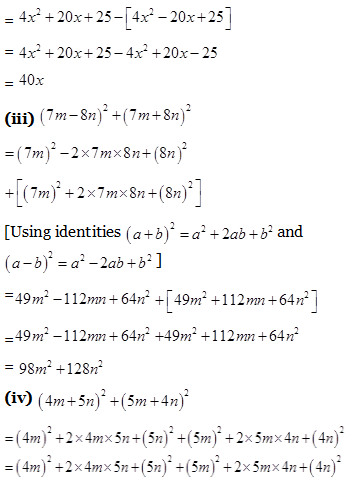 = 4x² + 20x + 25 − [4x² − 20x + 25]
= 4x² + 20x + 25 − 4x² + 20x − 25
= 40x
(iii) (7m − 8n)² + (7m + 8n)²
= (7m)² − 2 × 7m × 8n + (8n)²
+ [(7m)² + 2 × 7m × 8n + (8n)²]
[Using identities (a + b)² = a² + 2ab + b² and
(a − b)² = a² − 2ab + b² ]
= 49m² − 112mn + 64n² + [49m² + 112mn + 64n²]
= 49m² − 112mn + 64n² + 49m² + 112mn + 64n²
= 98m² + 128n²
(iv) (4m + 5n)² + (5m + 4n)²
= (4m)² + 2 × 4m × 5n + (5n)² + (5m)² + 2 × 5m × 4n + (4n)²
= (4m)² + 2 × 4m × 5n + (5n)² + (5m)² + 2 × 5m × 4n + (4n)²